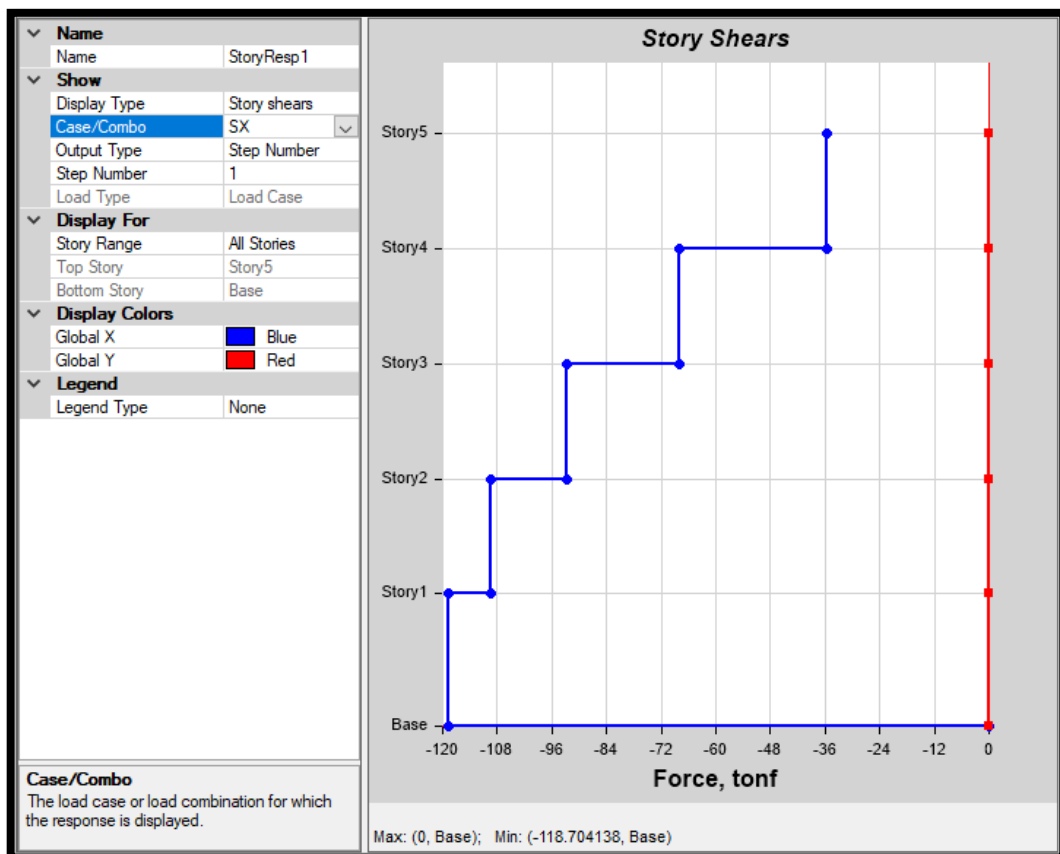 Name
Name StoryResp1
Show
Display Type Story shears
Case/Combo SX
Output Type Step Number
Step Number 1
Load Type Load Case
Display For
Story Range All Stories
Top Story Story5
Bottom Story Base
Display Colors
Global X Blue
Global Y Red
Legend
Legend Type None
Case/Combo
The load case or load combination for which
the response is displayed.
Story Shears
Story5
Story4
Story3
Story2
Story1
Base
-120 -108 -96 -84 -72 -60 -48 -36 -24 -12 0
Force, tonf
Max: (0, Base); Min: (-118.704138, Base)